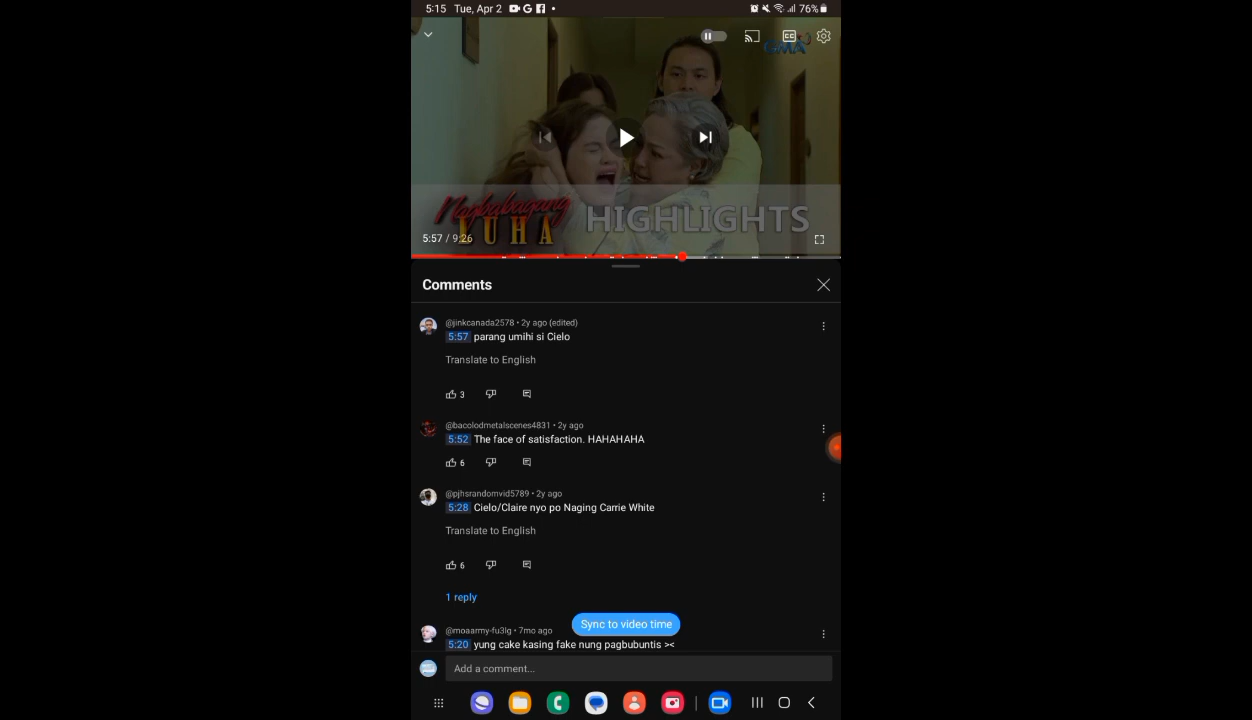 5:15 Tue, Apr 2
76%
GMA
Nagbabagang
LUHA
HIGHLIGHTS
5:57 / 9:26
Comments
@jinkcanada2578 • 2y ago (edited)
5:57 parang umihi si Cielo
Translate to English
3
@bacolodmetalscenes4831 • 2y ago
5:52 The face of satisfaction. HAHAHAHA
6
@pjhsrandomvid5789 • 2y ago
5:28 Cielo/Claire nyo po Naging Carrie White
Translate to English
6
1 reply
Sync to video time
@moaarmy-fu3lg • 7mo ago
5:20 yung cake kasing fake nung pagbubuntis ><
Add a comment...